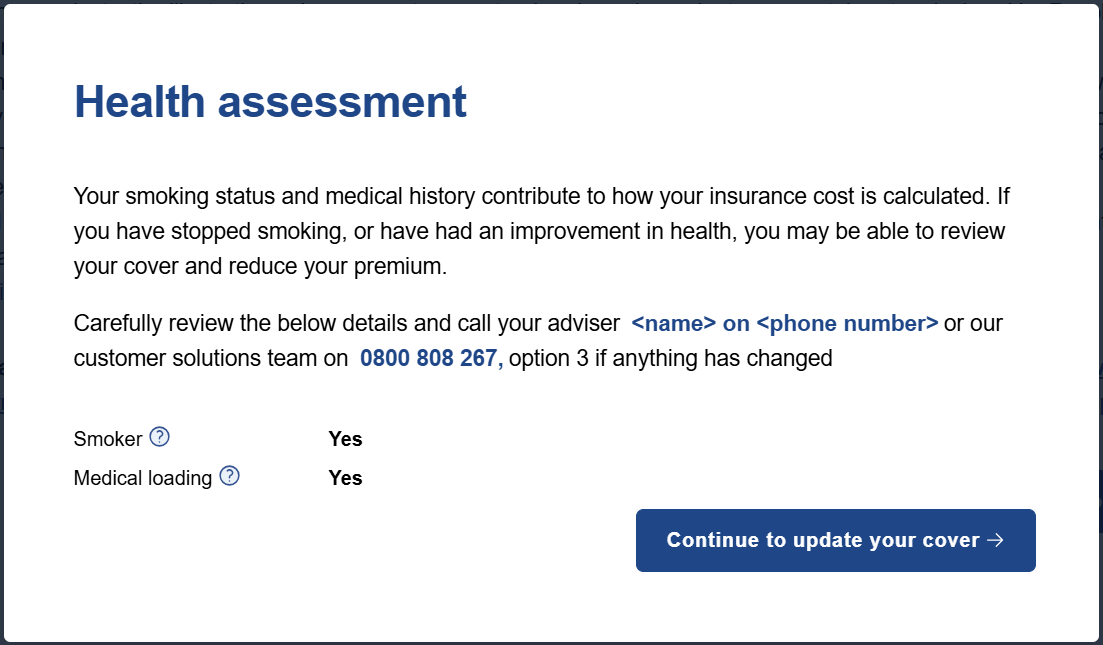 Health assessment
Your smoking status and medical history contribute to how your insurance cost is calculated. If
you have stopped smoking, or have had an improvement in health, you may be able to review
your cover and reduce your premium.
Carefully review the below details and call your adviser <name> on <phone number> or our
customer solutions team on 0800 808 267, option 3 if anything has changed
Smoker ? Yes
Medical loading ? Yes
Continue to update your cover →